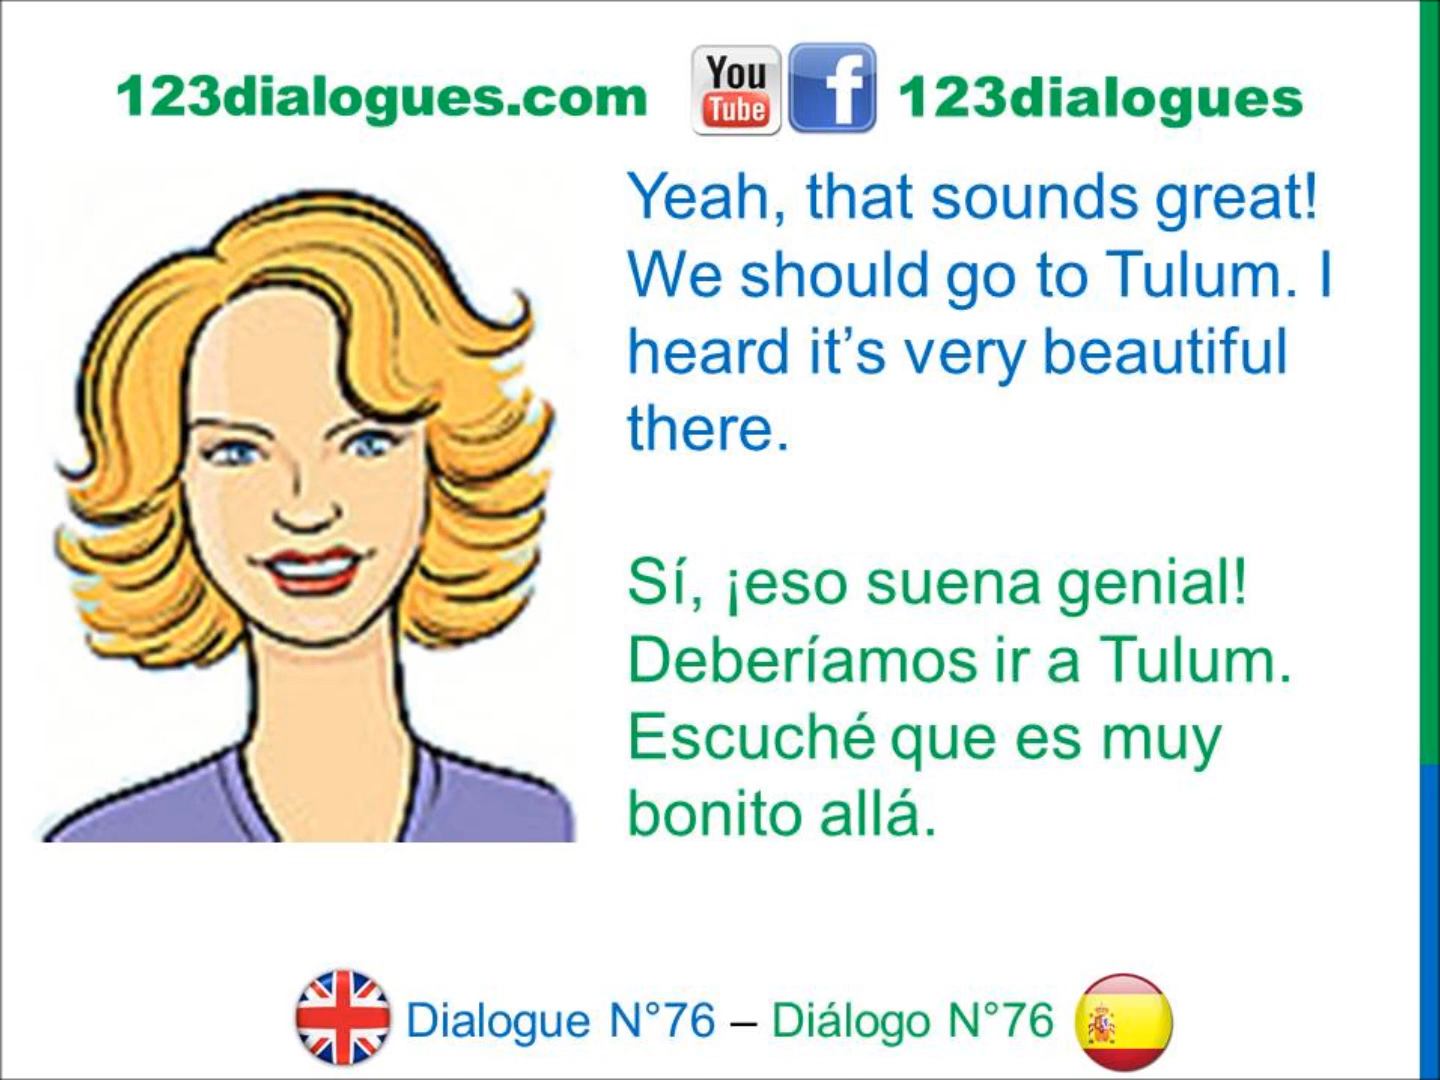 123dialogues.com You Tube f 123dialogues
Yeah, that sounds great!
We should go to Tulum. I
heard it’s very beautiful
there.
Sí, ¡eso suena genial!
Deberíamos ir a Tulum.
Escuché que es muy
bonito allá.
Dialogue N°76 – Diálogo N°76